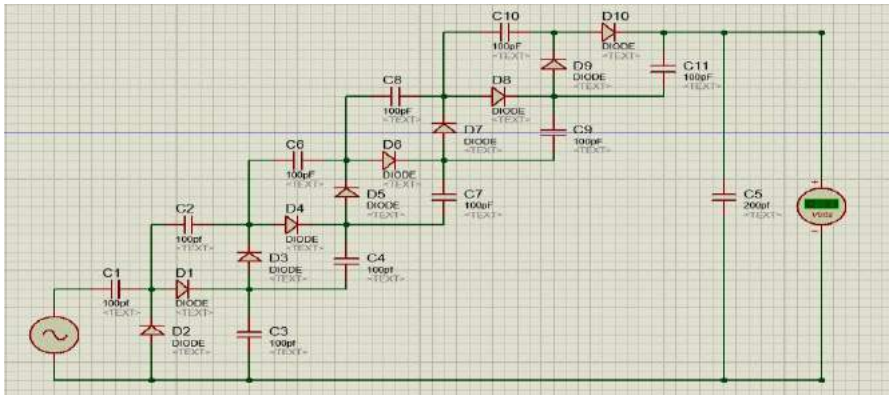 C10
100pF
<TEXT>
D10
DIODE
<TEXT>
D9
DIODE
<TEXT>
C11
100pF
<TEXT>
C8
100pF
<TEXT>
D8
DIODE
<TEXT>
D7
DIODE
<TEXT>
C9
100pF
<TEXT>
C6
100pF
<TEXT>
D6
DIODE
<TEXT>
D5
DIODE
<TEXT>
C7
100pF
<TEXT>
C5
200pf
<TEXT>
Volts
C2
100pf
<TEXT>
D4
DIODE
<TEXT>
D3
DIODE
<TEXT>
C4
100pf
<TEXT>
C1
100pf
<TEXT>
D1
DIODE
<TEXT>
D2
DIODE
<TEXT>
C3
100pf
<TEXT>